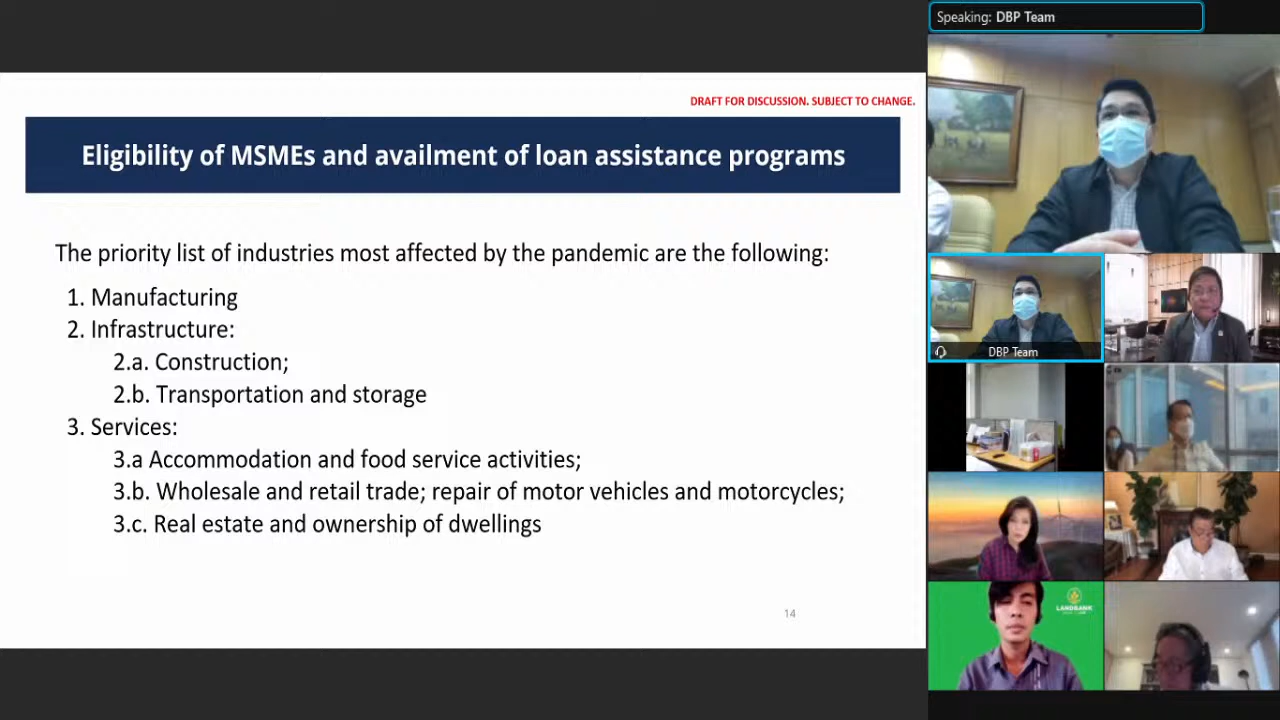 Speaking: DBP Team
DRAFT FOR DISCUSSION. SUBJECT TO CHANGE.
Eligibility of MSMEs and availment of loan assistance programs
The priority list of industries most affected by the pandemic are the following:
1. Manufacturing
2. Infrastructure:
2.a. Construction;
2.b. Transportation and storage
3. Services:
3.a Accommodation and food service activities;
3.b. Wholesale and retail trade; repair of motor vehicles and motorcycles;
3.c. Real estate and ownership of dwellings
14
DBP Team
LANDBANK